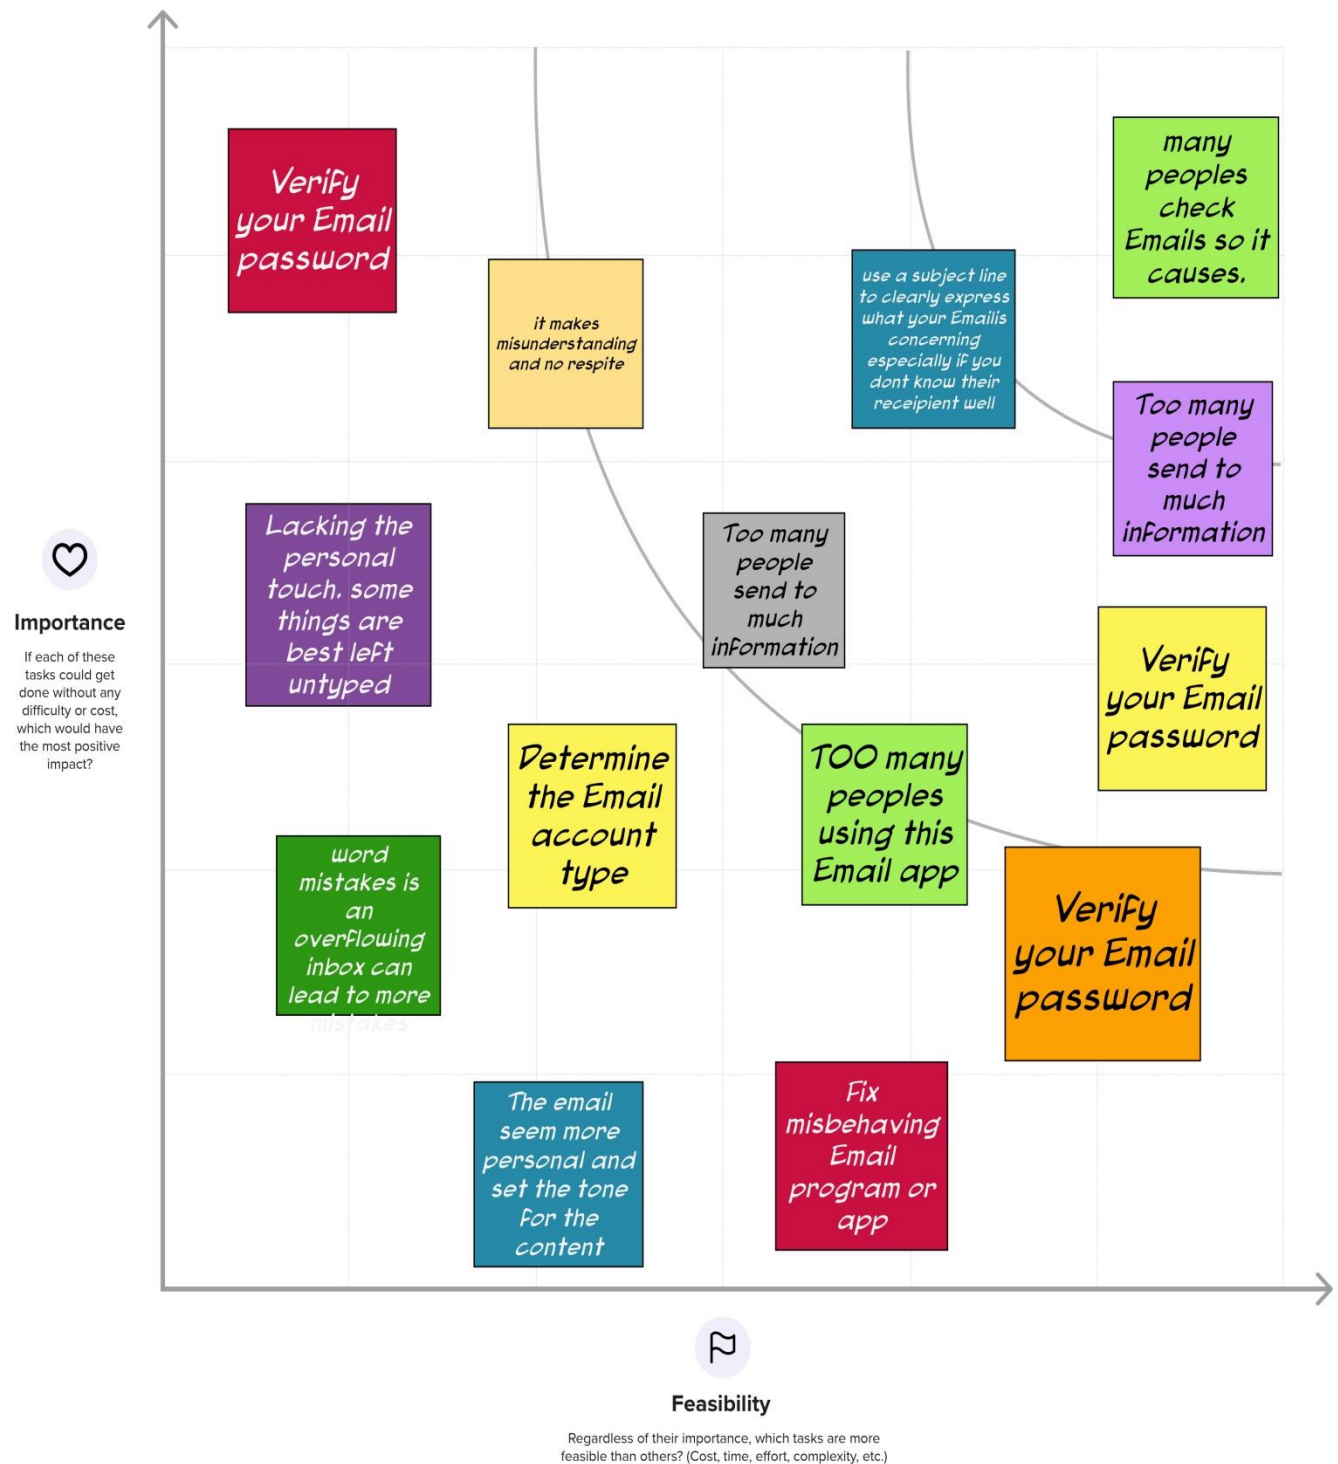 Verify
your Email
password
many
peoples
check
Emails so it
causes.
it makes
misunderstanding
and no respite
use a subject line
to clearly express
what your Emailis
concerning
especially if you
dont know their
receipient well
Too many
people
send to
much
information
Lacking the
personal
touch. some
things are
best left
untyped
Too many
people
send to
much
information
Verify
your Email
password
Importance
If each of these
tasks could get
done without any
difficulty or cost,
which would have
the most positive
impact?
Determine
the Email
account
type
TOO many
peoples
using this
Email app
word
mistakes is
an
overflowing
inbox can
lead to more
mistakes
Verify
your Email
password
The email
seem more
personal and
set the tone
for the
content
Fix
misbehaving
Email
program or
app
Feasibility
Regardless of their importance, which tasks are more
feasible than others? (Cost, time, effort, complexity, etc.)